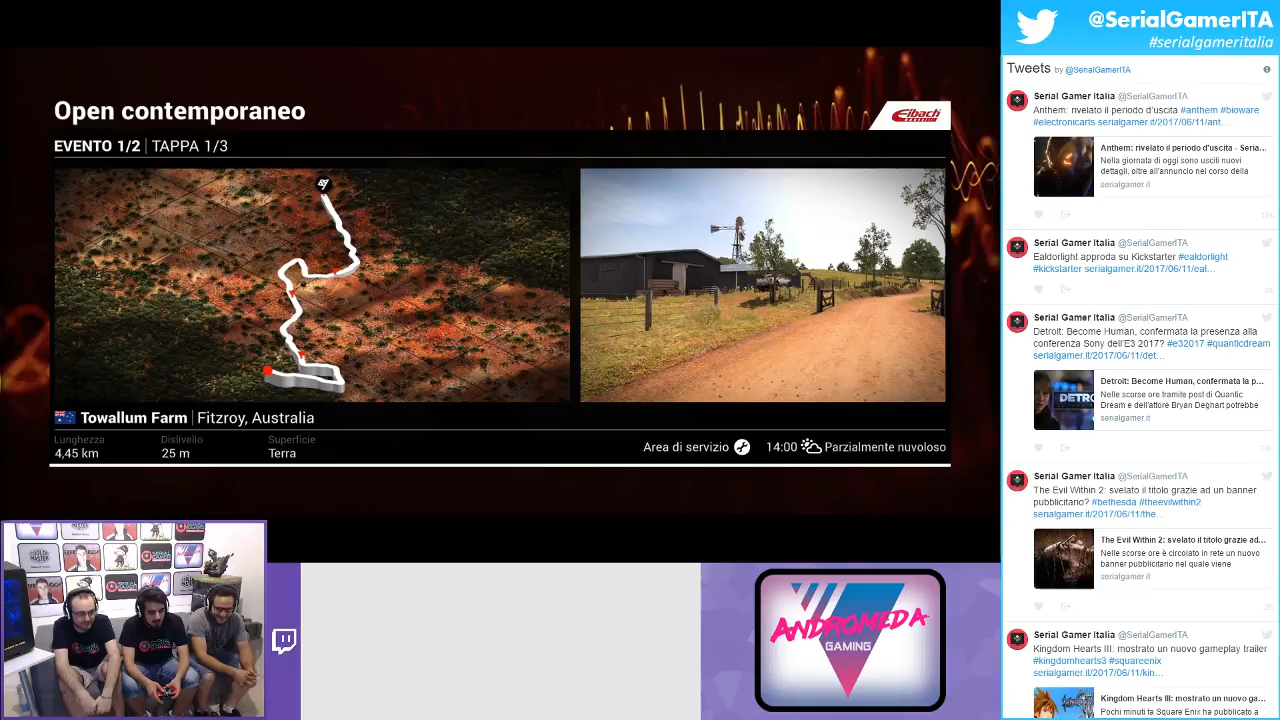 @SerialGamerITA
#serialgameritalia
Open contemporaneo
Eibach
EVENTO 1/2 | TAPPA 1/3
Towallum Farm | Fitzroy, Australia
Lunghezza
4,45 km
Dislivello
25 m
Superficie
Terra
Area di servizio
14:00
Parzialmente nuvoloso
ANDROMEDA
GAMING
Tweets by @SerialGamerITA
Serial Gamer Italia @SerialGamerITA
Anthem: rivelato il periodo d'uscita #anthem #bioware
#electronicarts serialgamer.it/2017/06/11/ant…
Anthem: rivelato il periodo d'uscita - Seria...
Nella giornata di oggi sono usciti nuovi
dettagli, oltre all'annuncio nel corso della
serialgamer.it
Serial Gamer Italia @SerialGamerITA
Ealdorlight approda su Kickstarter #ealdorlight
#kickstarter serialgamer.it/2017/06/11/eal…
Serial Gamer Italia @SerialGamerITA
Detroit: Become Human, confermata la presenza alla
conferenza Sony dell'E3 2017? #e32017 #quanticdream
serialgamer.it/2017/06/11/det…
DETRO
Detroit: Become Human, confermata la p...
Nelle scorse ore tramite post di Quantic
Dream e dell'attore Bryan Deghart potrebbe
serialgamer.it
Serial Gamer Italia @SerialGamerITA
The Evil Within 2: svelato il titolo grazie ad un banner
pubblicitario? #bethesda #theevilwithin2
serialgamer.it/2017/06/11/the…
The Evil Within 2: svelato il titolo grazie ad...
Nelle scorse ore è circolato in rete un nuovo
banner pubblicitario nel quale viene
serialgamer.it
Serial Gamer Italia @SerialGamerITA
Kingdom Hearts III: mostrato un nuovo gameplay trailer
#kingdomhearts3 #squareenix
serialgamer.it/2017/06/11/kin…
Kingdom Hearts III: mostrato un nuovo ga...
Pochi minuti fa Square Enix ha pubblicato a